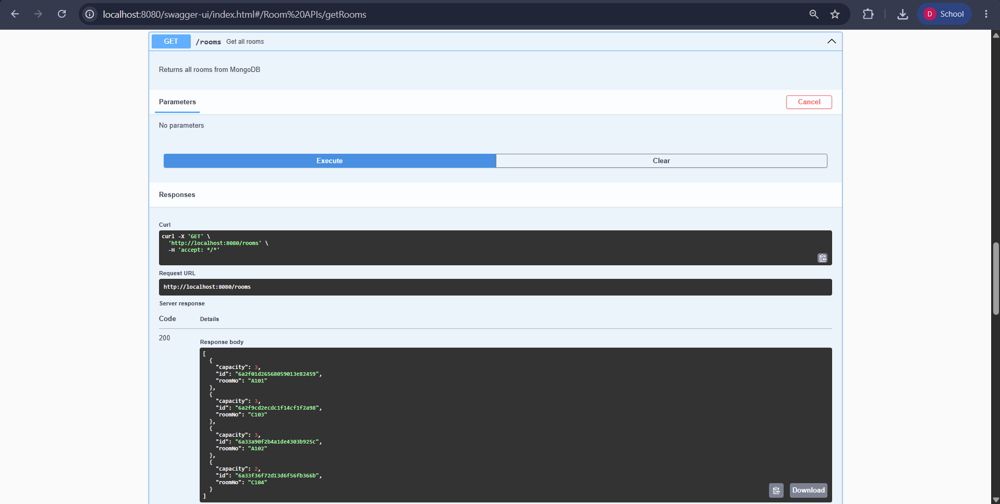 localhost:8080/swagger-ui/index.html#/Room%20APIs/getRooms
D School
GET /rooms Get all rooms
Returns all rooms from MongoDB
Parameters
Cancel
No parameters
Execute
Clear
Responses
Curl
curl -X 'GET' \
  'http://localhost:8080/rooms' \
  -H 'accept: */*'
Request URL
http://localhost:8080/rooms
Server response
Code Details
200
Response body
[
  {
    "capacity": 3,
    "id": "6a2f01d26568059013e82459",
    "roomNo": "A101"
  },
  {
    "capacity": 3,
    "id": "6a2f9cd2ecdc1f14cf1f2a98",
    "roomNo": "C103"
  },
  {
    "capacity": 3,
    "id": "6a33a90f2b4a1de4303b925c",
    "roomNo": "A102"
  },
  {
    "capacity": 2,
    "id": "6a33f36f72d13d6f56fb366b",
    "roomNo": "C104"
  }
]
Download